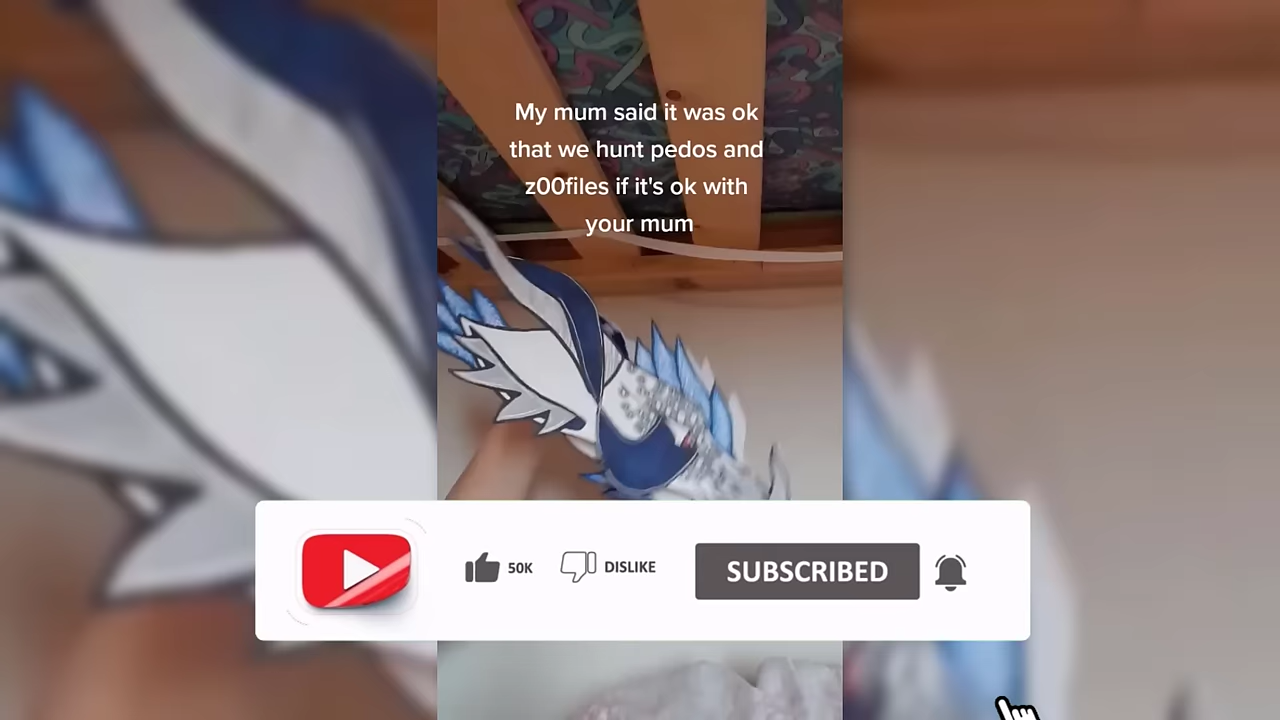 My mum said it was ok
that we hunt pedos and
z00files if it's ok with
your mum
50K
DISLIKE
SUBSCRIBED